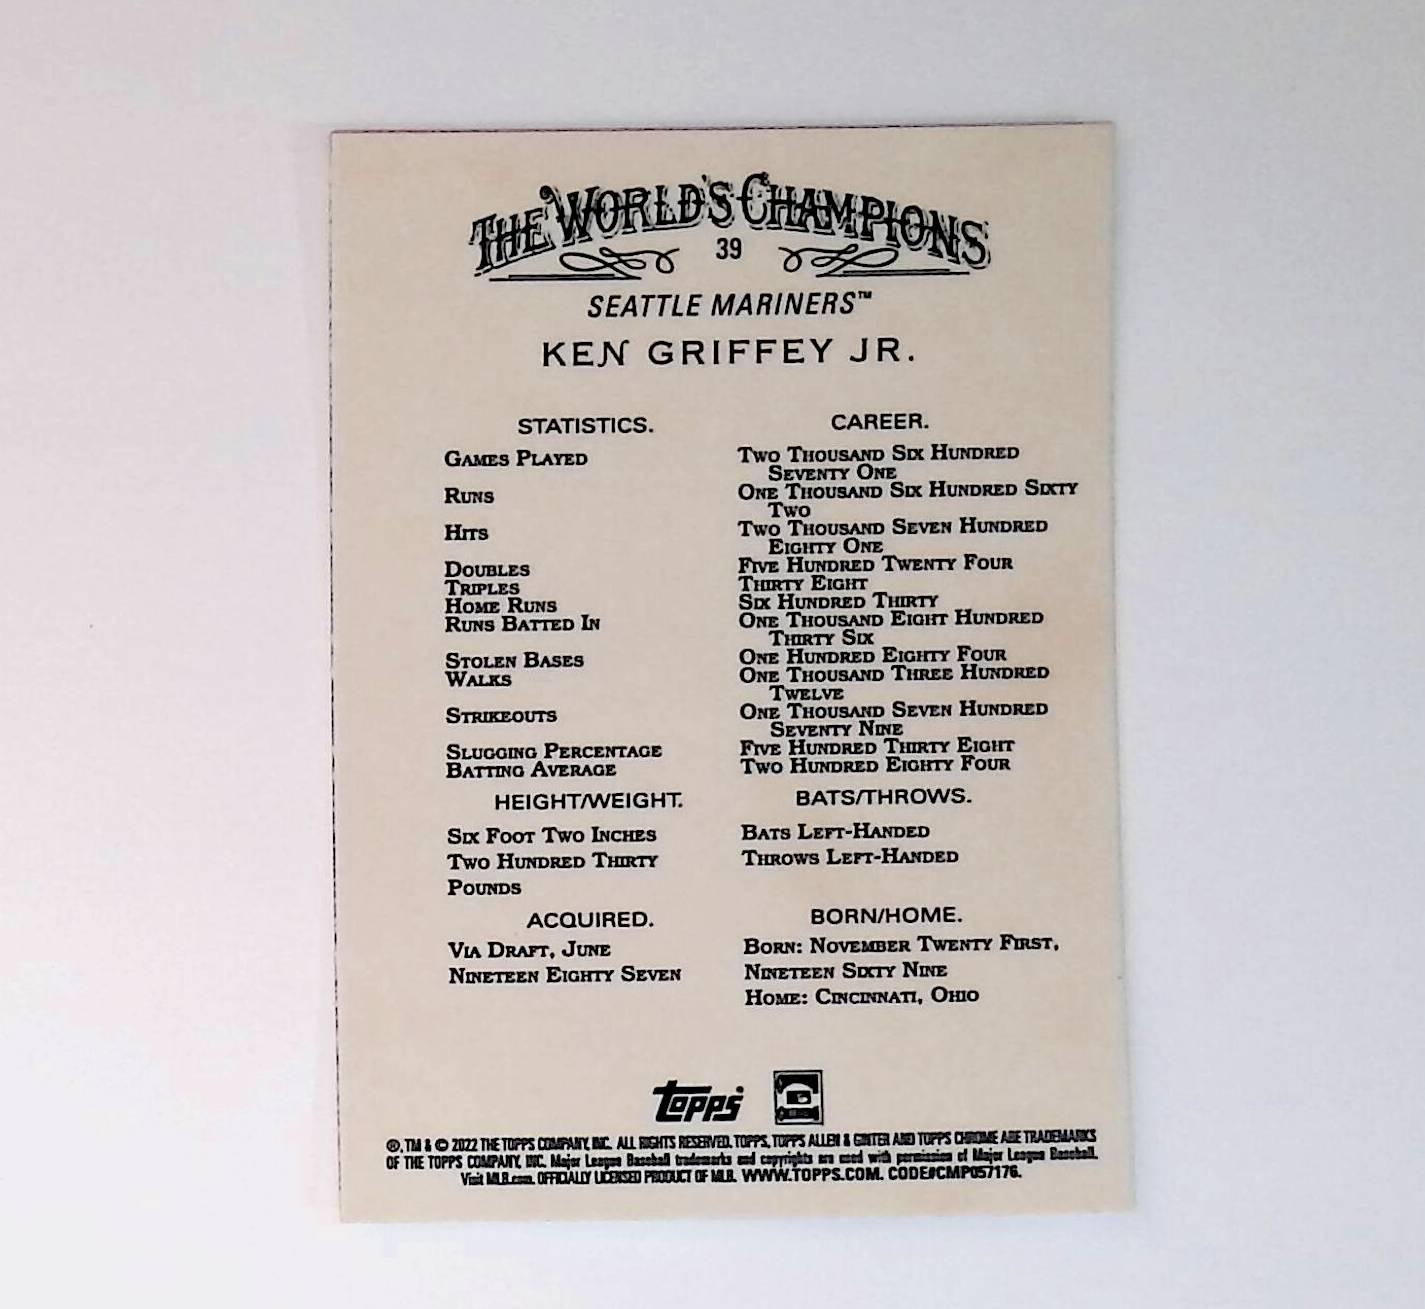 THE WORLD'S CHAMPIONS
39
SEATTLE MARINERS™
KEN GRIFFEY JR.
STATISTICS. CAREER.
GAMES PLAYED TWO THOUSAND SIX HUNDRED
SEVENTY ONE
RUNS ONE THOUSAND SIX HUNDRED SIXTY
TWO
HITS TWO THOUSAND SEVEN HUNDRED
EIGHTY ONE
DOUBLES FIVE HUNDRED TWENTY FOUR
TRIPLES THIRTY EIGHT
HOME RUNS SIX HUNDRED THIRTY
RUNS BATTED IN ONE THOUSAND EIGHT HUNDRED
THIRTY SIX
STOLEN BASES ONE HUNDRED EIGHTY FOUR
WALKS ONE THOUSAND THREE HUNDRED
TWELVE
STRIKEOUTS ONE THOUSAND SEVEN HUNDRED
SEVENTY NINE
SLUGGING PERCENTAGE FIVE HUNDRED THIRTY EIGHT
BATTING AVERAGE TWO HUNDRED EIGHTY FOUR
HEIGHT/WEIGHT.
SIX FOOT TWO INCHES
TWO HUNDRED THIRTY
POUNDS
BATS/THROWS.
BATS LEFT-HANDED
THROWS LEFT-HANDED
ACQUIRED.
VIA DRAFT, JUNE
NINETEEN EIGHTY SEVEN
BORN/HOME.
BORN: NOVEMBER TWENTY FIRST,
NINETEEN SIXTY NINE
HOME: CINCINNATI, OHIO
Topps
®, TM & © 2022 THE TOPPS COMPANY, INC. ALL RIGHTS RESERVED. TOPPS, TOPPS ALLEN & GINTER AND TOPPS CHROME ARE TRADEMARKS
OF THE TOPPS COMPANY, INC. Major League Baseball trademarks and copyrights are used with permission of Major League Baseball.
Visit MLB.com. OFFICIALLY LICENSED PRODUCT OF MLB. WWW.TOPPS.COM. CODE#CMP057176.